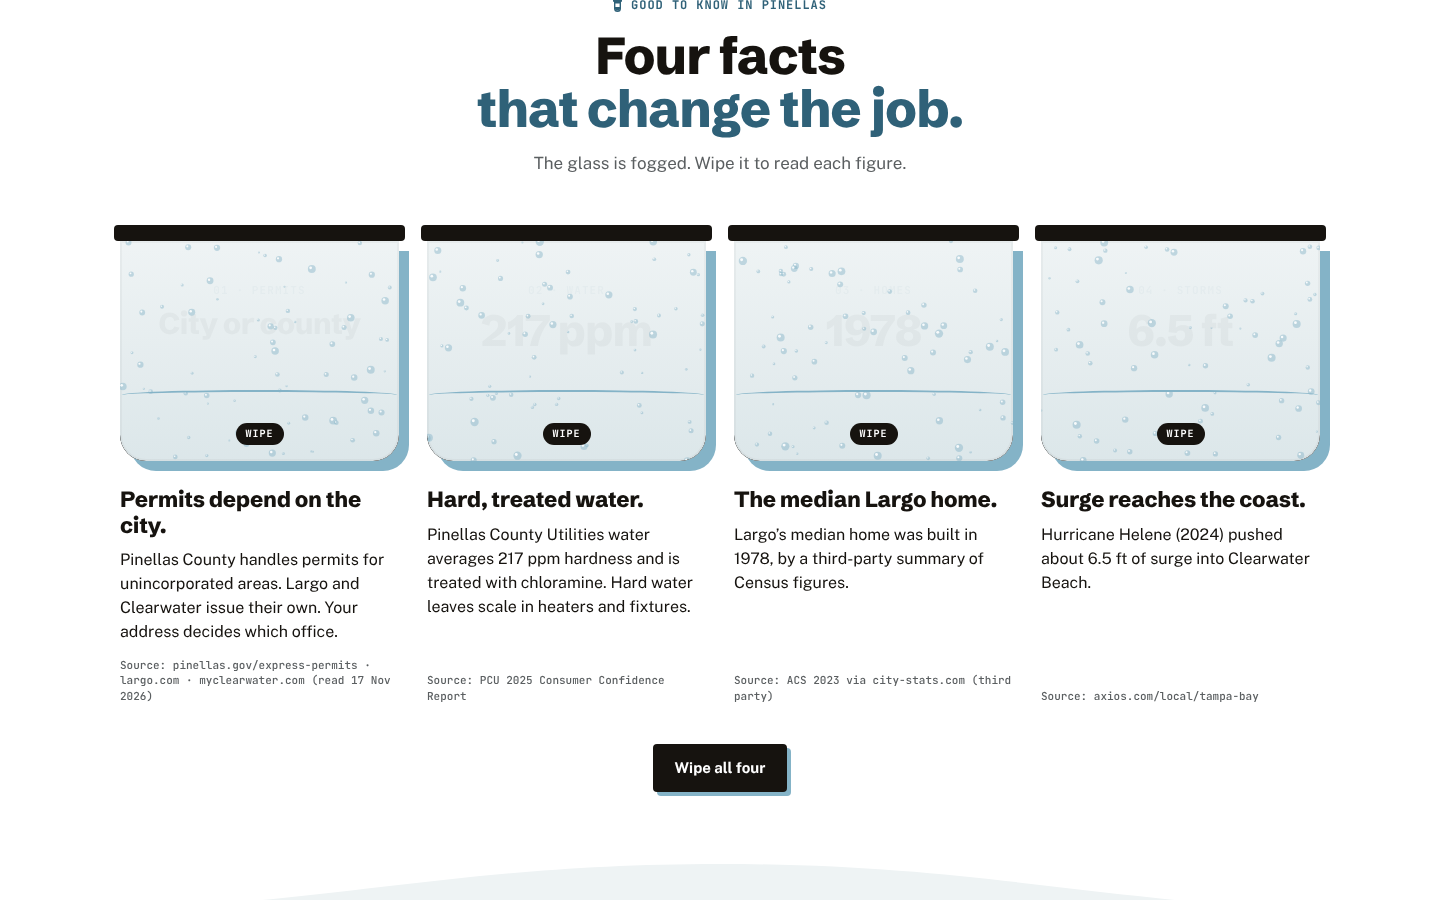 GOOD TO KNOW IN PINELLAS
Four facts
that change the job.
The glass is fogged. Wipe it to read each figure.
City or county
WIPE
Permits depend on the
city.
Pinellas County handles permits for
unincorporated areas. Largo and
Clearwater issue their own. Your
address decides which office.
Source: pinellas.gov/express-permits ·
largo.com · myclearwater.com (read 17 Nov
2026)
217 ppm
WIPE
Hard, treated water.
Pinellas County Utilities water
averages 217 ppm hardness and is
treated with chloramine. Hard water
leaves scale in heaters and fixtures.
Source: PCU 2025 Consumer Confidence
Report
1978
WIPE
The median Largo home.
Largo’s median home was built in
1978, by a third-party summary of
Census figures.
Source: ACS 2023 via city-stats.com (third
party)
6.5 ft
WIPE
Surge reaches the coast.
Hurricane Helene (2024) pushed
about 6.5 ft of surge into Clearwater
Beach.
Source: axios.com/local/tampa-bay
Wipe all four